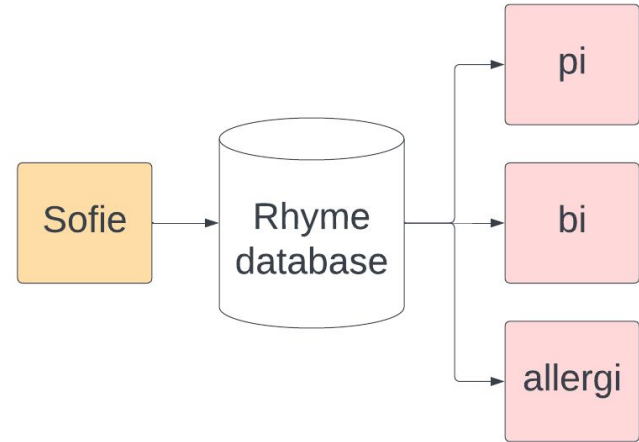 Sofie
Rhyme
database
pi
bi
allergi